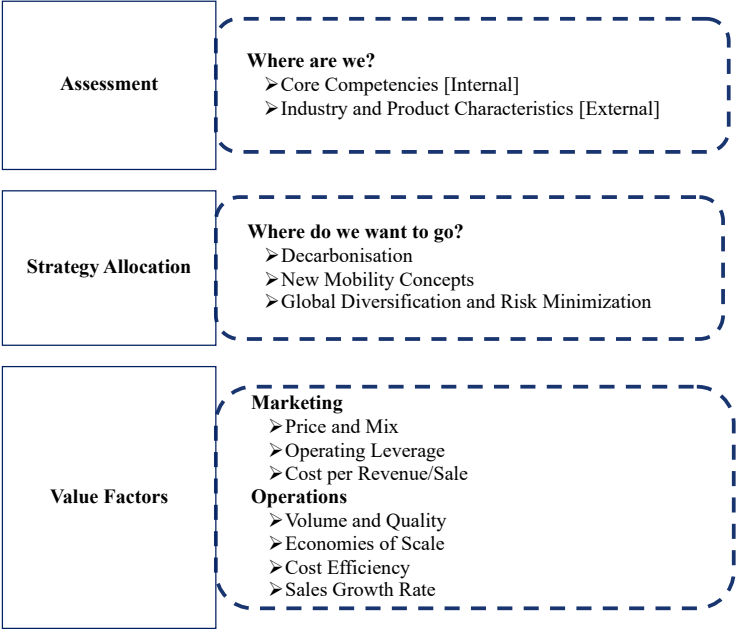 Assessment
Where are we?
➢Core Competencies [Internal]
➢Industry and Product Characteristics [External]
Strategy Allocation
Where do we want to go?
➢Decarbonisation
➢New Mobility Concepts
➢Global Diversification and Risk Minimization
Value Factors
Marketing
➢Price and Mix
➢Operating Leverage
➢Cost per Revenue/Sale
Operations
➢Volume and Quality
➢Economies of Scale
➢Cost Efficiency
➢Sales Growth Rate